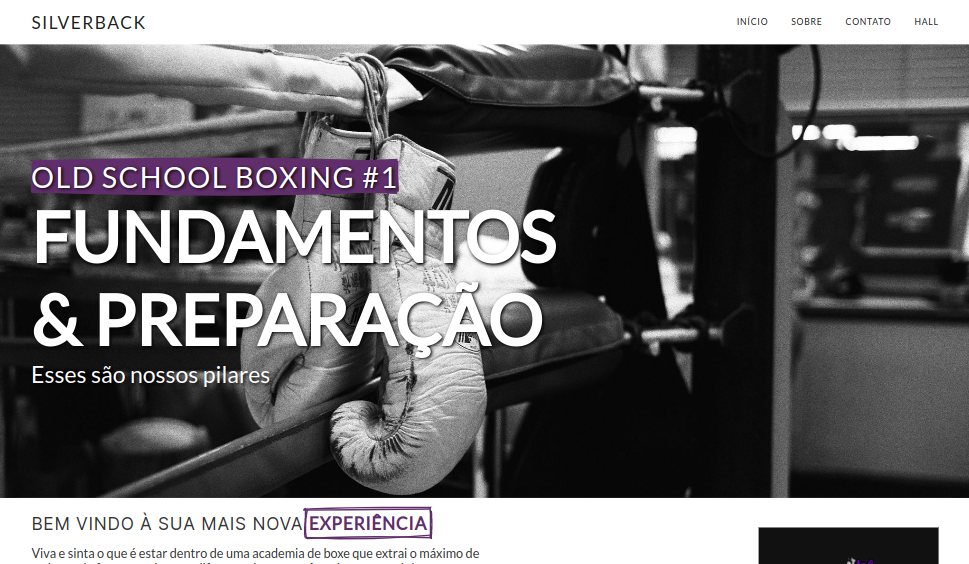 SILVERBACK
INÍCIO SOBRE CONTATO HALL
OLD SCHOOL BOXING #1
FUNDAMENTOS
& PREPARAÇÃO
Esses são nossos pilares
BEM VINDO À SUA MAIS NOVA EXPERIÊNCIA
Viva e sinta o que é estar dentro de uma academia de boxe que extrai o máximo de